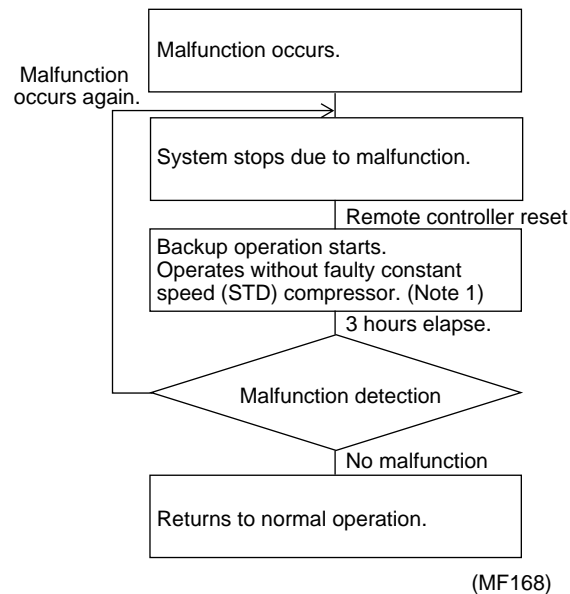 Malfunction occurs.
Malfunction
occurs again.
System stops due to malfunction.
Remote controller reset
Backup operation starts.
Operates without faulty constant
speed (STD) compressor. (Note 1)
3 hours elapse.
Malfunction detection
No malfunction
Returns to normal operation.
(MF168)